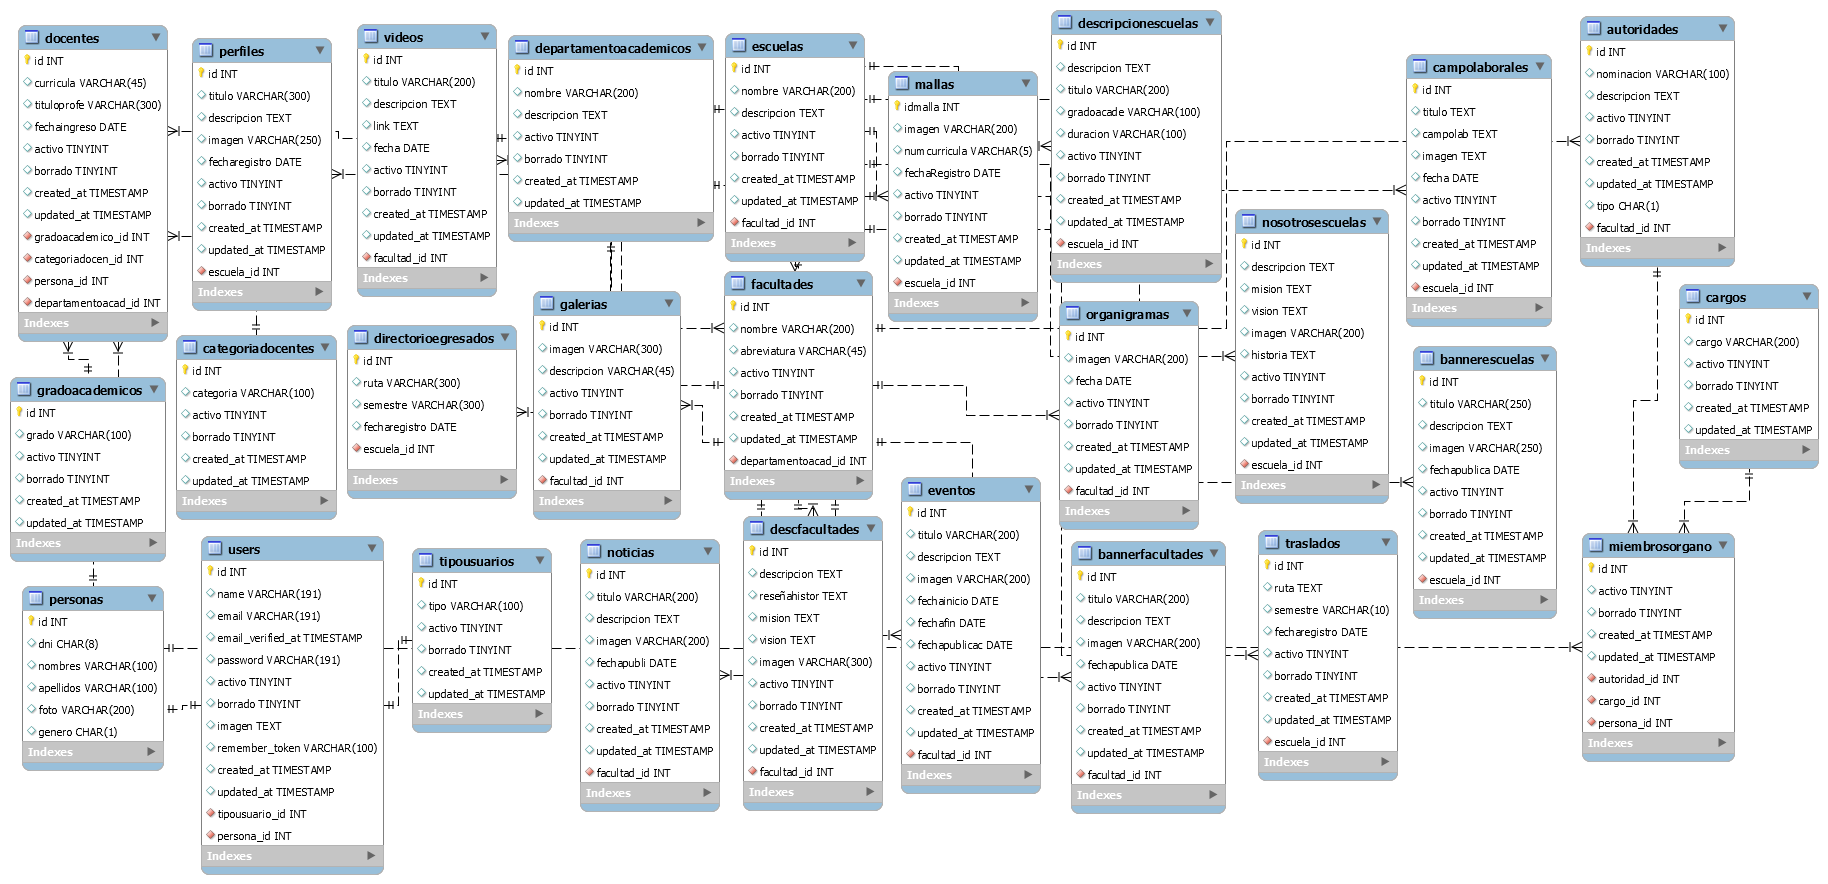 docentes
id INT
curricula VARCHAR(45)
tituloprofe VARCHAR(300)
fechaingreso DATE
activo TINYINT
borrado TINYINT
created_at TIMESTAMP
updated_at TIMESTAMP
gradoacademico_id INT
categoriadocen_id INT
persona_id INT
departamentoacad_id INT
Indexes
perfiles
id INT
titulo VARCHAR(300)
descripcion TEXT
imagen VARCHAR(250)
fecharegistro DATE
activo TINYINT
borrado TINYINT
created_at TIMESTAMP
updated_at TIMESTAMP
escuela_id INT
Indexes
videos
id INT
titulo VARCHAR(200)
descripcion TEXT
link TEXT
fecha DATE
activo TINYINT
borrado TINYINT
created_at TIMESTAMP
updated_at TIMESTAMP
facultad_id INT
Indexes
departamentoacademicos
id INT
nombre VARCHAR(200)
descripcion TEXT
activo TINYINT
borrado TINYINT
created_at TIMESTAMP
updated_at TIMESTAMP
Indexes
escuelas
id INT
nombre VARCHAR(200)
descripcion TEXT
activo TINYINT
borrado TINYINT
created_at TIMESTAMP
updated_at TIMESTAMP
facultad_id INT
Indexes
mallas
idmalla INT
imagen VARCHAR(200)
numcurricula VARCHAR(5)
fechaRegistro DATE
activo TINYINT
borrado TINYINT
created_at TIMESTAMP
updated_at TIMESTAMP
escuela_id INT
Indexes
descripcionescuelas
id INT
descripcion TEXT
titulo VARCHAR(200)
gradoacade VARCHAR(100)
duracion VARCHAR(100)
activo TINYINT
borrado TINYINT
created_at TIMESTAMP
updated_at TIMESTAMP
escuela_id INT
Indexes
nosotrosescuelas
id INT
descripcion TEXT
mision TEXT
vision TEXT
imagen VARCHAR(200)
historia TEXT
activo TINYINT
borrado TINYINT
created_at TIMESTAMP
updated_at TIMESTAMP
escuela_id INT
Indexes
campolaborales
id INT
titulo TEXT
campolab TEXT
imagen TEXT
fecha DATE
activo TINYINT
borrado TINYINT
created_at TIMESTAMP
updated_at TIMESTAMP
escuela_id INT
Indexes
autoridades
id INT
nominacion VARCHAR(100)
descripcion TEXT
activo TINYINT
borrado TINYINT
created_at TIMESTAMP
updated_at TIMESTAMP
tipo CHAR(1)
facultad_id INT
Indexes
gradoacademicos
id INT
grado VARCHAR(100)
activo TINYINT
borrado TINYINT
created_at TIMESTAMP
updated_at TIMESTAMP
Indexes
categoriadocentes
id INT
categoria VARCHAR(100)
activo TINYINT
borrado TINYINT
created_at TIMESTAMP
updated_at TIMESTAMP
Indexes
directorioegresados
id INT
ruta VARCHAR(300)
semestre VARCHAR(300)
fecharegistro DATE
escuela_id INT
Indexes
galerias
id INT
imagen VARCHAR(300)
descripcion VARCHAR(45)
activo TINYINT
borrado TINYINT
created_at TIMESTAMP
updated_at TIMESTAMP
facultad_id INT
Indexes
facultades
id INT
nombre VARCHAR(200)
abreviatura VARCHAR(45)
activo TINYINT
borrado TINYINT
created_at TIMESTAMP
updated_at TIMESTAMP
departamentoacad_id INT
Indexes
organigramas
id INT
imagen VARCHAR(200)
fecha DATE
activo TINYINT
borrado TINYINT
created_at TIMESTAMP
updated_at TIMESTAMP
facultad_id INT
Indexes
bannerescuelas
id INT
titulo VARCHAR(250)
descripcion TEXT
imagen VARCHAR(250)
fechapublica DATE
activo TINYINT
borrado TINYINT
created_at TIMESTAMP
updated_at TIMESTAMP
escuela_id INT
Indexes
cargos
id INT
cargo VARCHAR(200)
activo TINYINT
borrado TINYINT
created_at TIMESTAMP
updated_at TIMESTAMP
Indexes
personas
id INT
dni CHAR(8)
nombres VARCHAR(100)
apellidos VARCHAR(100)
foto VARCHAR(200)
genero CHAR(1)
Indexes
users
id INT
name VARCHAR(191)
email VARCHAR(191)
email_verified_at TIMESTAMP
password VARCHAR(191)
activo TINYINT
borrado TINYINT
imagen TEXT
remember_token VARCHAR(100)
created_at TIMESTAMP
updated_at TIMESTAMP
tipousuario_id INT
persona_id INT
Indexes
tipousuarios
id INT
tipo VARCHAR(100)
activo TINYINT
borrado TINYINT
created_at TIMESTAMP
updated_at TIMESTAMP
Indexes
noticias
id INT
titulo VARCHAR(200)
descripcion TEXT
imagen VARCHAR(200)
fechapubli DATE
activo TINYINT
borrado TINYINT
created_at TIMESTAMP
updated_at TIMESTAMP
facultad_id INT
Indexes
descfacultades
id INT
descripcion TEXT
reseñahistor TEXT
mision TEXT
vision TEXT
imagen VARCHAR(300)
activo TINYINT
borrado TINYINT
created_at TIMESTAMP
updated_at TIMESTAMP
facultad_id INT
Indexes
eventos
id INT
titulo VARCHAR(200)
descripcion TEXT
imagen VARCHAR(200)
fechainicio DATE
fechafin DATE
fechapublicac DATE
activo TINYINT
borrado TINYINT
created_at TIMESTAMP
updated_at TIMESTAMP
facultad_id INT
Indexes
bannerfacultades
id INT
titulo VARCHAR(200)
descripcion TEXT
imagen VARCHAR(200)
fechapublica DATE
activo TINYINT
borrado TINYINT
created_at TIMESTAMP
updated_at TIMESTAMP
facultad_id INT
Indexes
traslados
id INT
ruta TEXT
semestre VARCHAR(10)
fecharegistro DATE
activo TINYINT
borrado TINYINT
created_at TIMESTAMP
updated_at TIMESTAMP
escuela_id INT
Indexes
miembrosorgano
id INT
activo TINYINT
borrado TINYINT
created_at TIMESTAMP
updated_at TIMESTAMP
autoridad_id INT
cargo_id INT
persona_id INT
Indexes